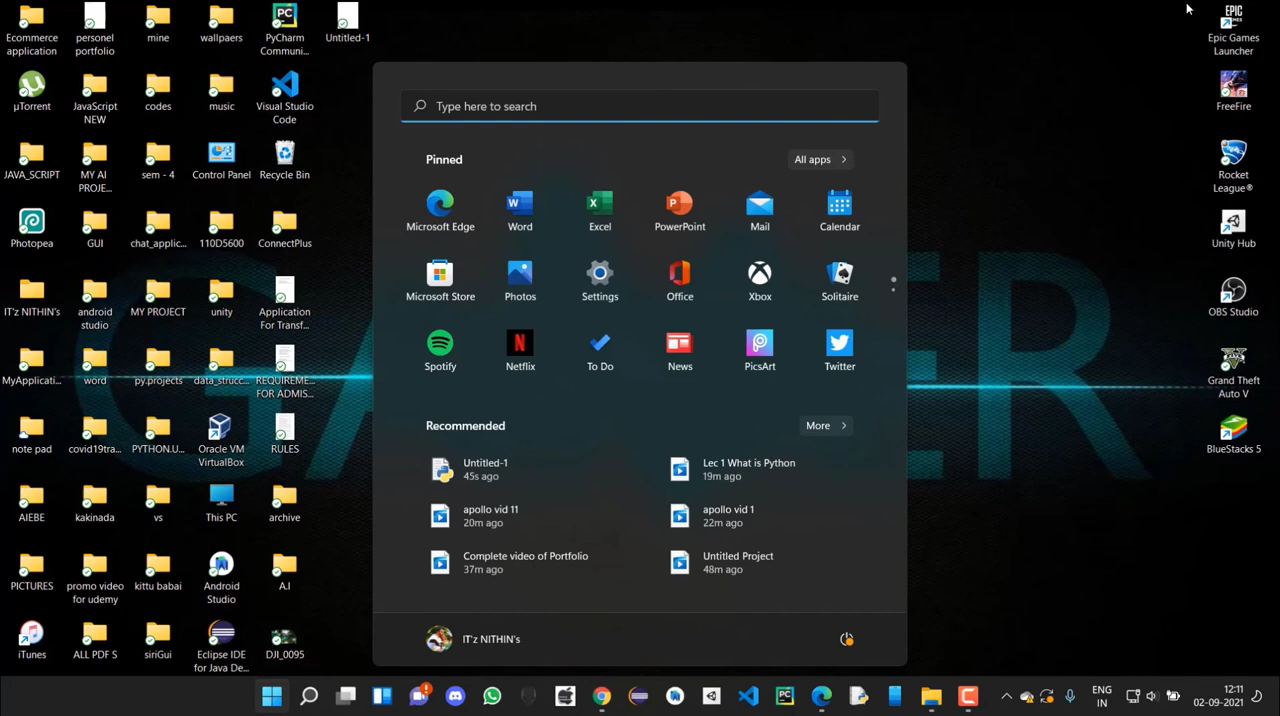 Ecommerce
application
personel
portfolio
mine
wallpaers
PyCharm
Communi...
Untitled-1
µTorrent
JavaScript
NEW
codes
music
Visual Studio
Code
JAVA_SCRIPT
MY AI
PROJE...
sem - 4
Control Panel
Recycle Bin
Photopea
GUI
chat_applic...
110D5600
ConnectPlus
IT'z NITHIN's
android
studio
MY PROJECT
unity
Application
For Transf...
MyApplicati...
word
py.projects
data_strucc...
REQUIREME...
FOR ADMIS...
note pad
covid19tra...
PYTHON.U...
Oracle VM
VirtualBox
RULES
AIEBE
kakinada
vs
This PC
archive
PICTURES
promo video
for udemy
kittu babai
Android
Studio
A.I
iTunes
ALL PDF S
siriGui
Eclipse IDE
for Java De...
DJI_0095
Type here to search
Pinned
All apps
Microsoft Edge
Word
Excel
PowerPoint
Mail
Calendar
Microsoft Store
Photos
Settings
Office
Xbox
Solitaire
Spotify
Netflix
To Do
News
PicsArt
Twitter
Recommended
More
Untitled-1
45s ago
Lec 1 What is Python
19m ago
apollo vid 11
20m ago
apollo vid 1
22m ago
Complete video of Portfolio
37m ago
Untitled Project
48m ago
IT'z NITHIN's
EPIC
GAMES
Epic Games
Launcher
FreeFire
Rocket
League®
Unity Hub
OBS Studio
Grand Theft
Auto V
BlueStacks 5
ENG
IN
12:11
02-09-2021